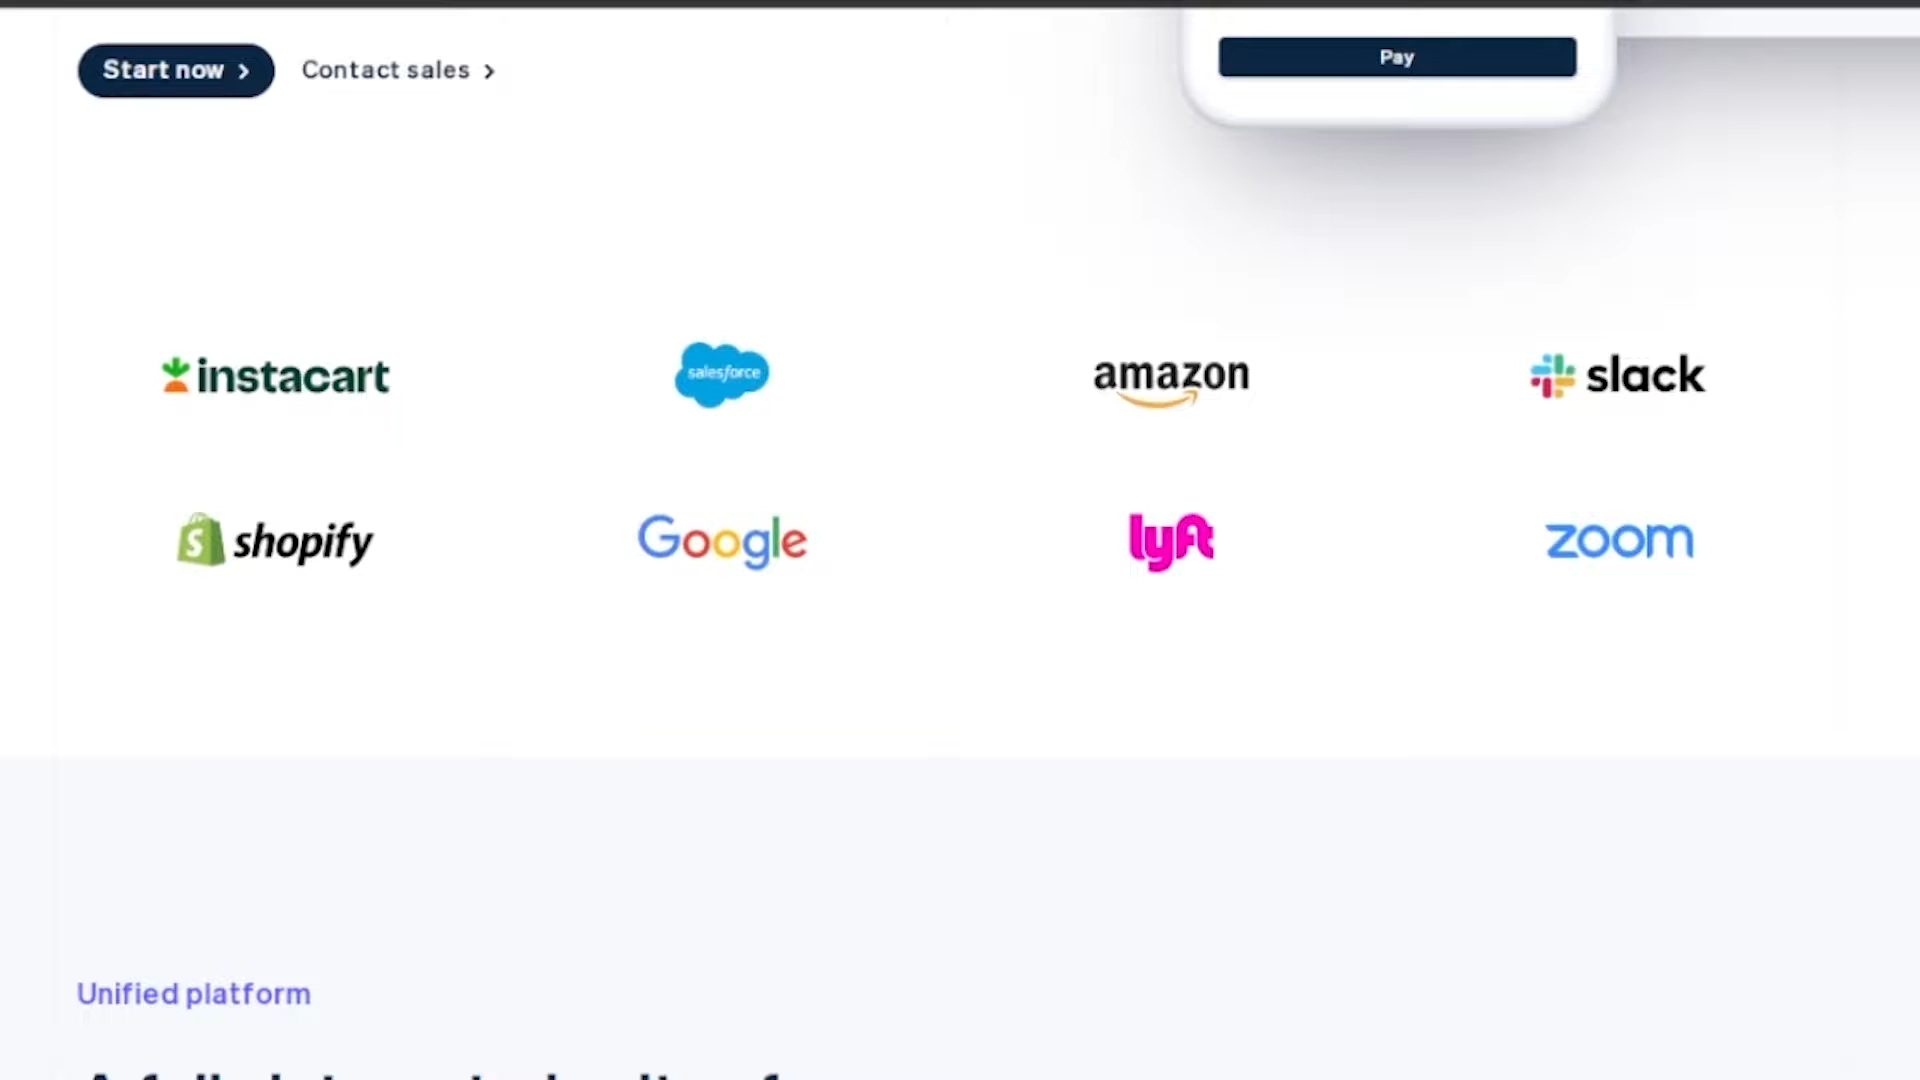 Start now
Contact sales
Pay
instacart
salesforce
amazon
slack
shopify
Google
lyft
zoom
Unified platform